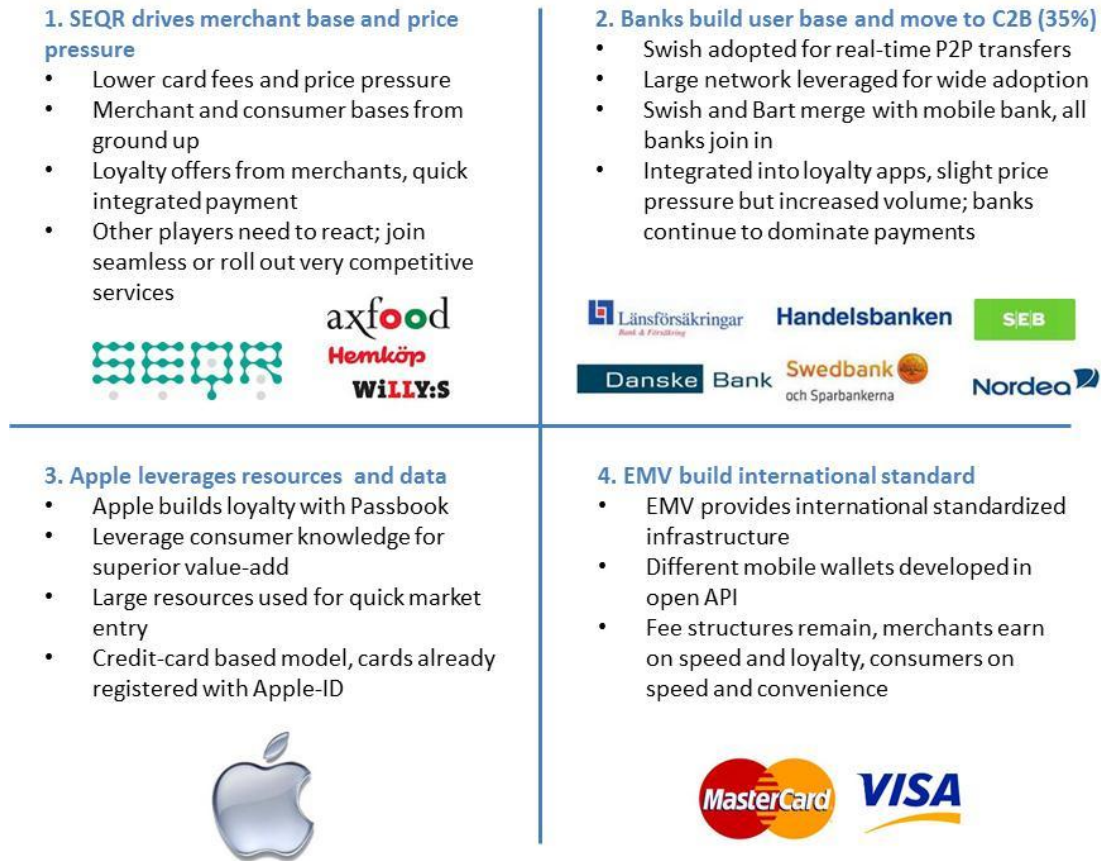 1. SEQR drives merchant base and price
pressure
• Lower card fees and price pressure
• Merchant and consumer bases from
ground up
• Loyalty offers from merchants, quick
integrated payment
• Other players need to react; join
seamless or roll out very competitive
services
SEQR
axfood
Hemköp
WiLLY:S
2. Banks build user base and move to C2B (35%)
• Swish adopted for real-time P2P transfers
• Large network leveraged for wide adoption
• Swish and Bart merge with mobile bank, all
banks join in
• Integrated into loyalty apps, slight price
pressure but increased volume; banks
continue to dominate payments
Länsförsäkringar
Bank & Försäkring
Handelsbanken
SEB
Danske Bank
Swedbank
och Sparbankerna
Nordea
3. Apple leverages resources and data
• Apple builds loyalty with Passbook
• Leverage consumer knowledge for
superior value-add
• Large resources used for quick market
entry
• Credit-card based model, cards already
registered with Apple-ID
4. EMV build international standard
• EMV provides international standardized
infrastructure
• Different mobile wallets developed in
open API
• Fee structures remain, merchants earn
on speed and loyalty, consumers on
speed and convenience
MasterCard
VISA